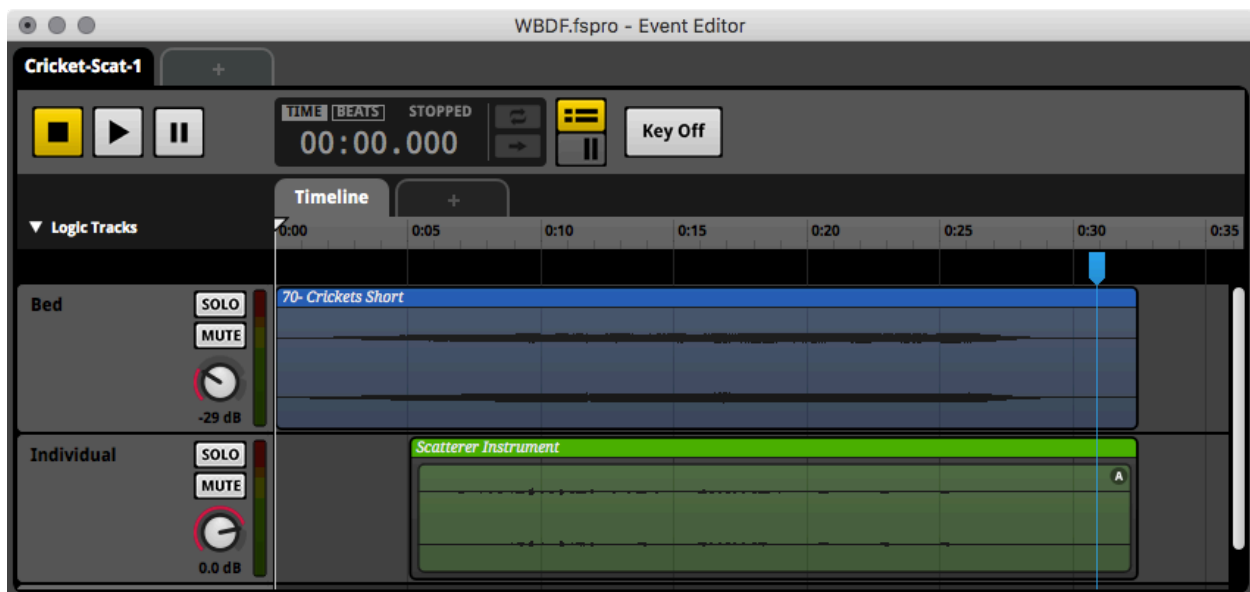 WBDF.fspro - Event Editor
Cricket-Scat-1
+
TIME BEATS STOPPED
00:00.000
Key Off
Timeline
+
Logic Tracks
0:00 0:05 0:10 0:15 0:20 0:25 0:30 0:35
Bed
SOLO
MUTE
-29 dB
70- Crickets Short
Individual
SOLO
MUTE
0.0 dB
Scatterer Instrument
A